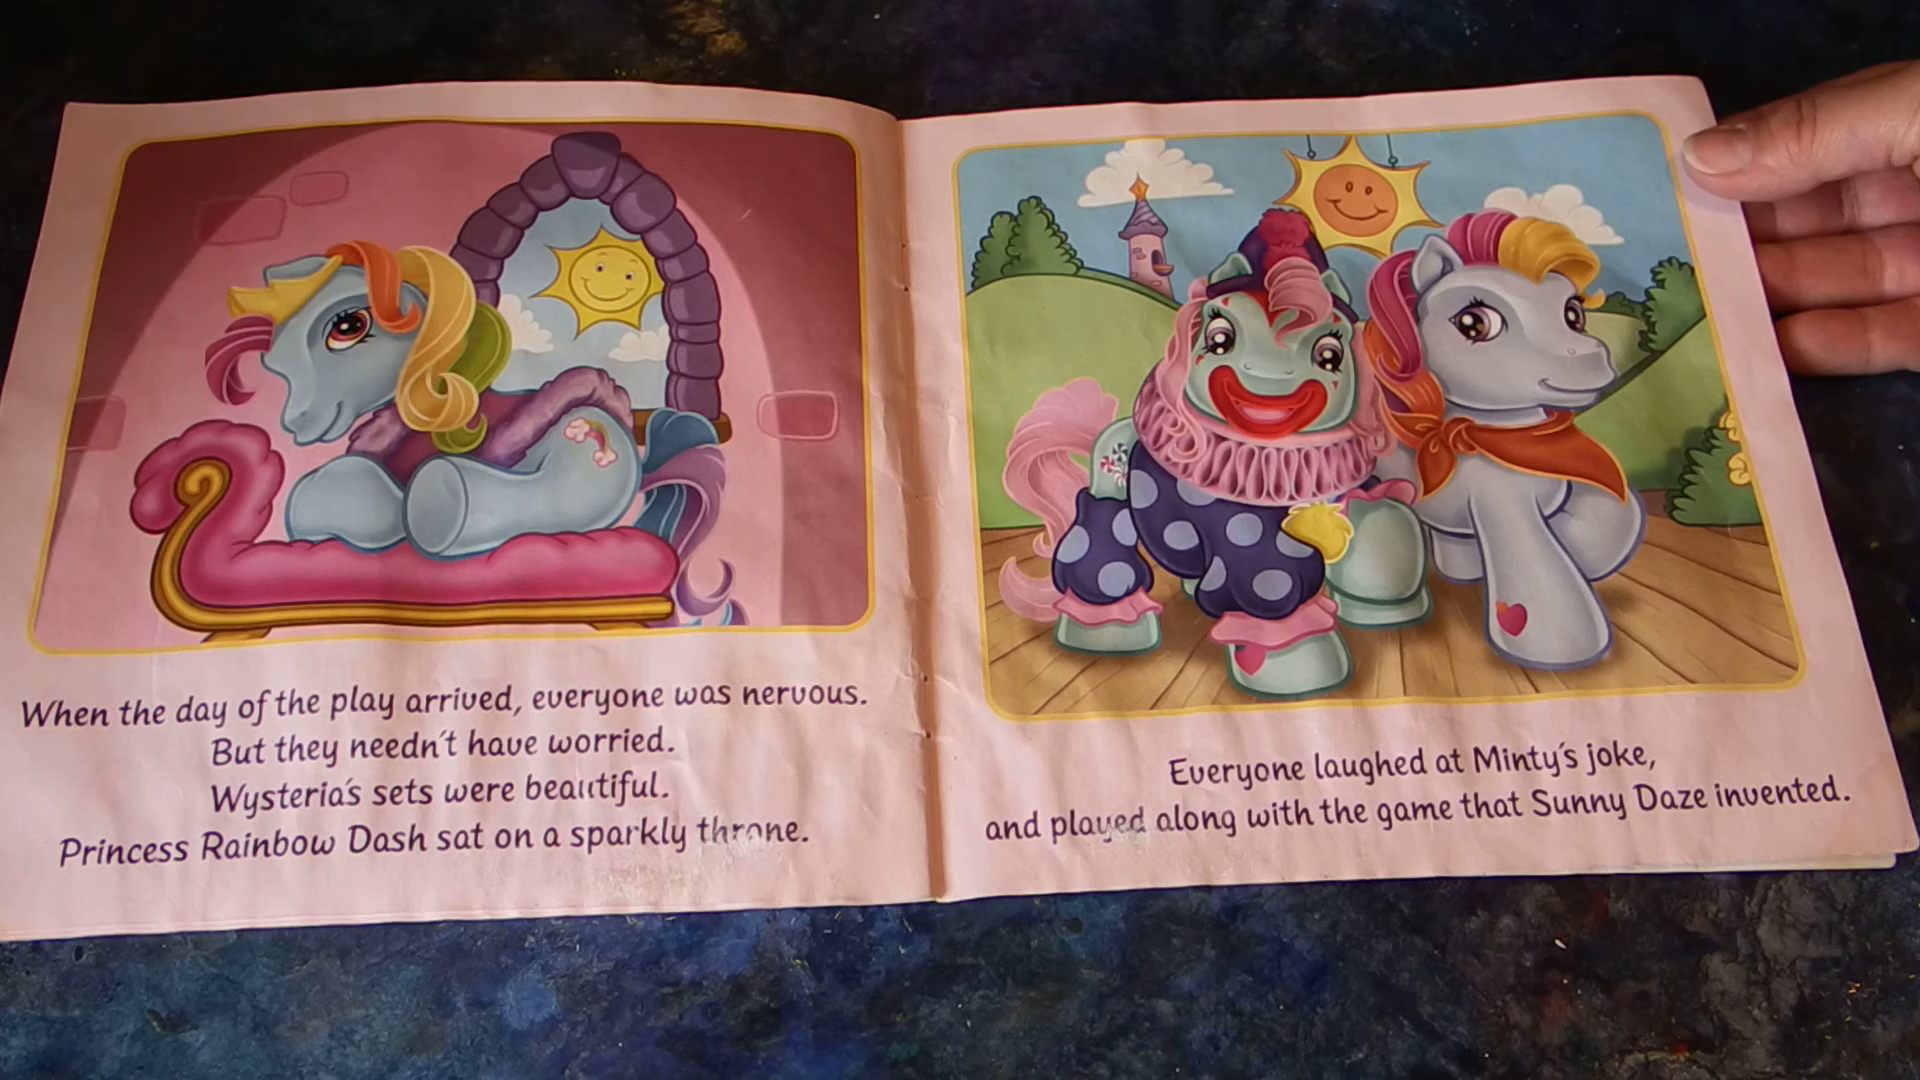 When the day of the play arrived, everyone was nervous.
But they needn't have worried.
Wysteria's sets were beautiful.
Princess Rainbow Dash sat on a sparkly throne.
Everyone laughed at Minty's joke,
and played along with the game that Sunny Daze invented.